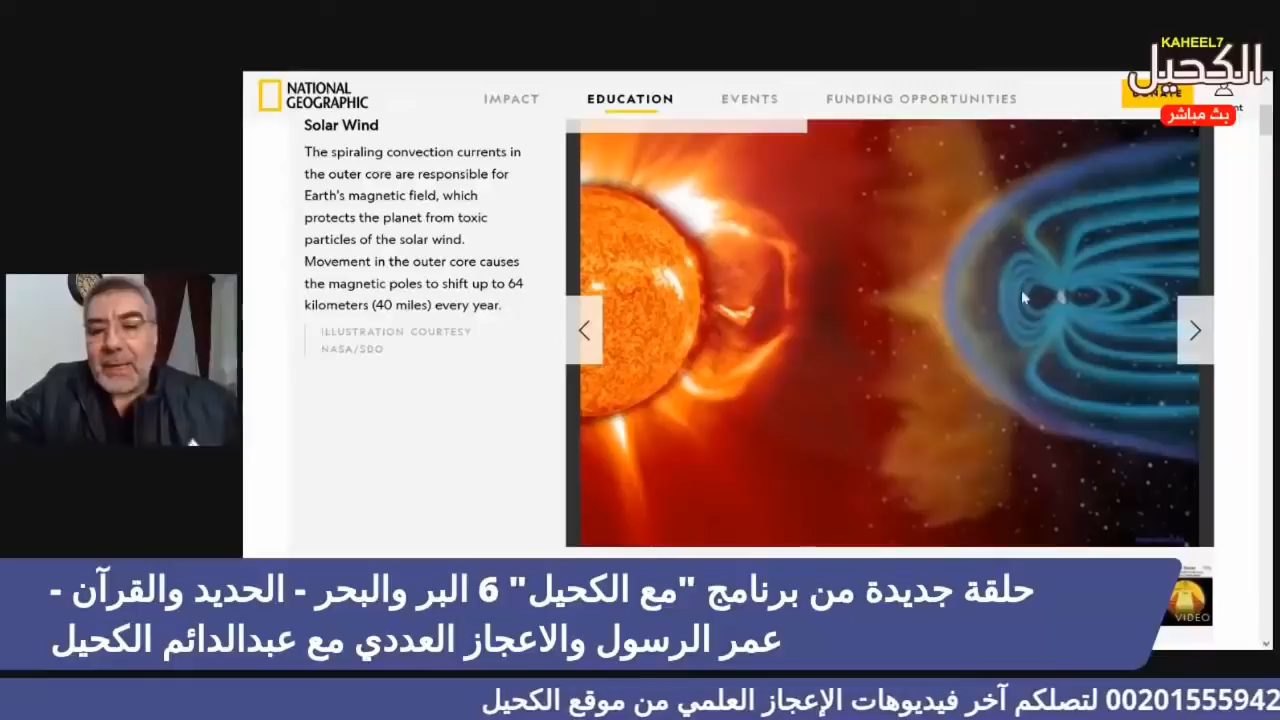 KAHEEL7
الكحيل
بث مباشر
NATIONAL
GEOGRAPHIC
IMPACT
EDUCATION
EVENTS
FUNDING OPPORTUNITIES
DONATE
Solar Wind
The spiraling convection currents in
the outer core are responsible for
Earth's magnetic field, which
protects the planet from toxic
particles of the solar wind.
Movement in the outer core causes
the magnetic poles to shift up to 64
kilometers (40 miles) every year.
ILLUSTRATION COURTESY
NASA/SDO
VIDEO
حلقة جديدة من برنامج "مع الكحيل" 6 البر والبحر - الحديد والقرآن -
عمر الرسول والاعجاز العددي مع عبدالدائم الكحيل
00201555942 لتصلكم آخر فيديوهات الإعجاز العلمي من موقع الكحيل